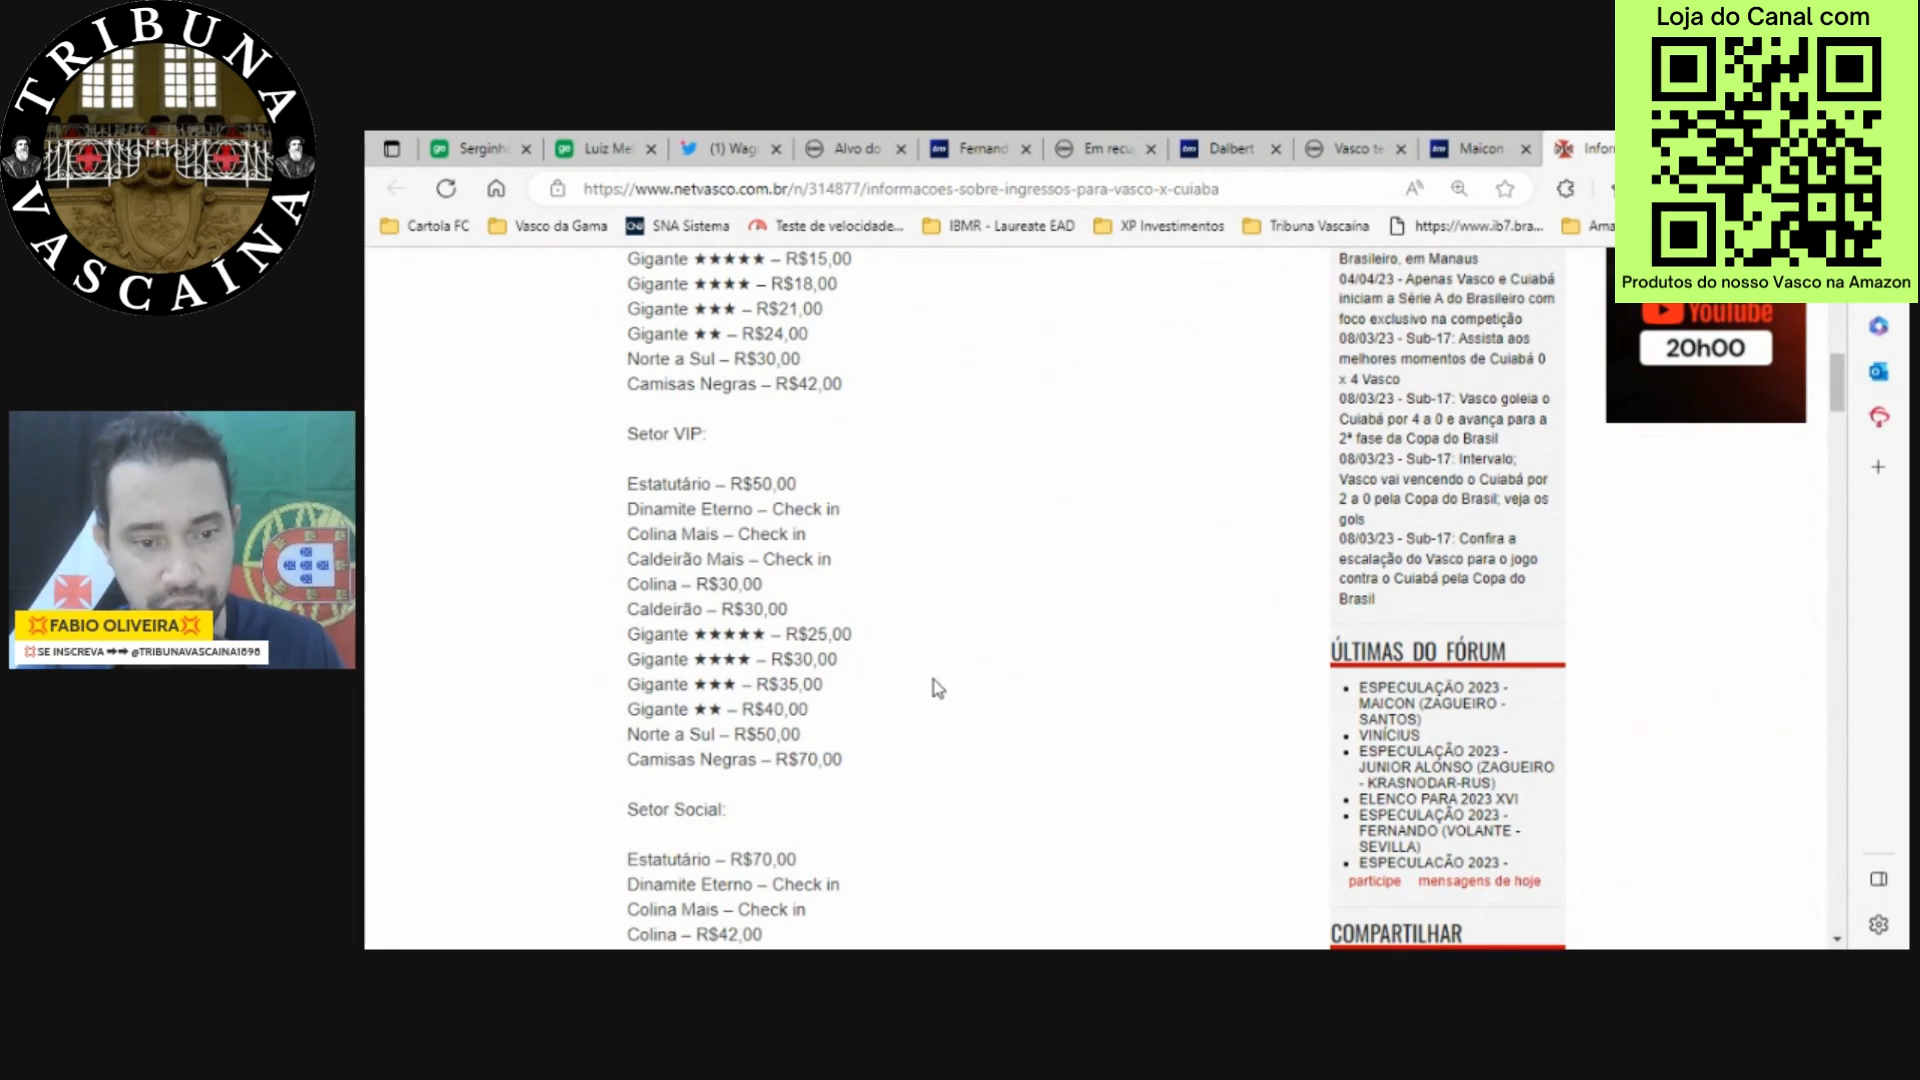 TRIBUNA
VASCAÍNA
Loja do Canal com
Produtos do nosso Vasco na Amazon
Serginh
Luiz Mel
(1) Wag
Alvo do
Fernand
Em recu
Dalbert
Vasco te
Maicon
Infor
https://www.netvasco.com.br/n/314877/informacoes-sobre-ingressos-para-vasco-x-cuiaba
Cartola FC
Vasco da Gama
SNA Sistema
Teste de velocidade...
IBMR - Laureate EAD
XP Investimentos
Tribuna Vascaína
https://www.ib7.bra...
Ama
Gigante ★★★★★ – R$15,00
Gigante ★★★★ – R$18,00
Gigante ★★★ – R$21,00
Gigante ★★ – R$24,00
Norte a Sul – R$30,00
Camisas Negras – R$42,00
Setor VIP:
Estatutário – R$50,00
Dinamite Eterno – Check in
Colina Mais – Check in
Caldeirão Mais – Check in
Colina – R$30,00
Caldeirão – R$30,00
Gigante ★★★★★ – R$25,00
Gigante ★★★★ – R$30,00
Gigante ★★★ – R$35,00
Gigante ★★ – R$40,00
Norte a Sul – R$50,00
Camisas Negras – R$70,00
Setor Social:
Estatutário – R$70,00
Dinamite Eterno – Check in
Colina Mais – Check in
Colina – R$42,00
Brasileiro, em Manaus
04/04/23 - Apenas Vasco e Cuiabá
iniciam a Série A do Brasileiro com
foco exclusivo na competição
08/03/23 - Sub-17: Assista aos
melhores momentos de Cuiabá 0
x 4 Vasco
08/03/23 - Sub-17: Vasco goleia o
Cuiabá por 4 a 0 e avança para a
2ª fase da Copa do Brasil
08/03/23 - Sub-17: Intervalo;
Vasco vai vencendo o Cuiabá por
2 a 0 pela Copa do Brasil; veja os
gols
08/03/23 - Sub-17: Confira a
escalação do Vasco para o jogo
contra o Cuiabá pela Copa do
Brasil
ÚLTIMAS DO FÓRUM
ESPECULAÇÃO 2023 -
MAICON (ZAGUEIRO -
SANTOS)
VINÍCIUS
ESPECULAÇÃO 2023 -
JUNIOR ALONSO (ZAGUEIRO
- KRASNODAR-RUS)
ELENCO PARA 2023 XVI
ESPECULAÇÃO 2023 -
FERNANDO (VOLANTE -
SEVILLA)
ESPECULAÇÃO 2023 -
participe mensagens de hoje
COMPARTILHAR
YouTube
20h00
FABIO OLIVEIRA
SE INSCREVA ➡➡ @TRIBUNAVASCAINA1898